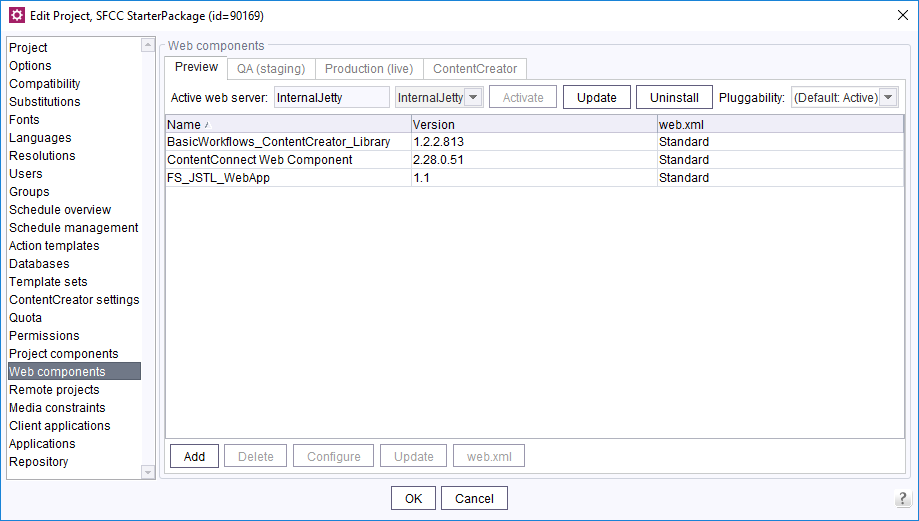 Edit Project, SFCC StarterPackage (id=90169)
Project
Options
Compatibility
Substitutions
Fonts
Languages
Resolutions
Users
Groups
Schedule overview
Schedule management
Action templates
Databases
Template sets
ContentCreator settings
Quota
Permissions
Project components
Web components
Remote projects
Media constraints
Client applications
Applications
Repository
Web components
Preview QA (staging) Production (live) ContentCreator
Active web server: InternalJetty InternalJetty Activate Update Uninstall Pluggability: (Default: Active)
Name Version web.xml
BasicWorkflows_ContentCreator_Library 1.2.2.813 Standard
ContentConnect Web Component 2.28.0.51 Standard
FS_JSTL_WebApp 1.1 Standard
Add Delete Configure Update web.xml
OK Cancel ?